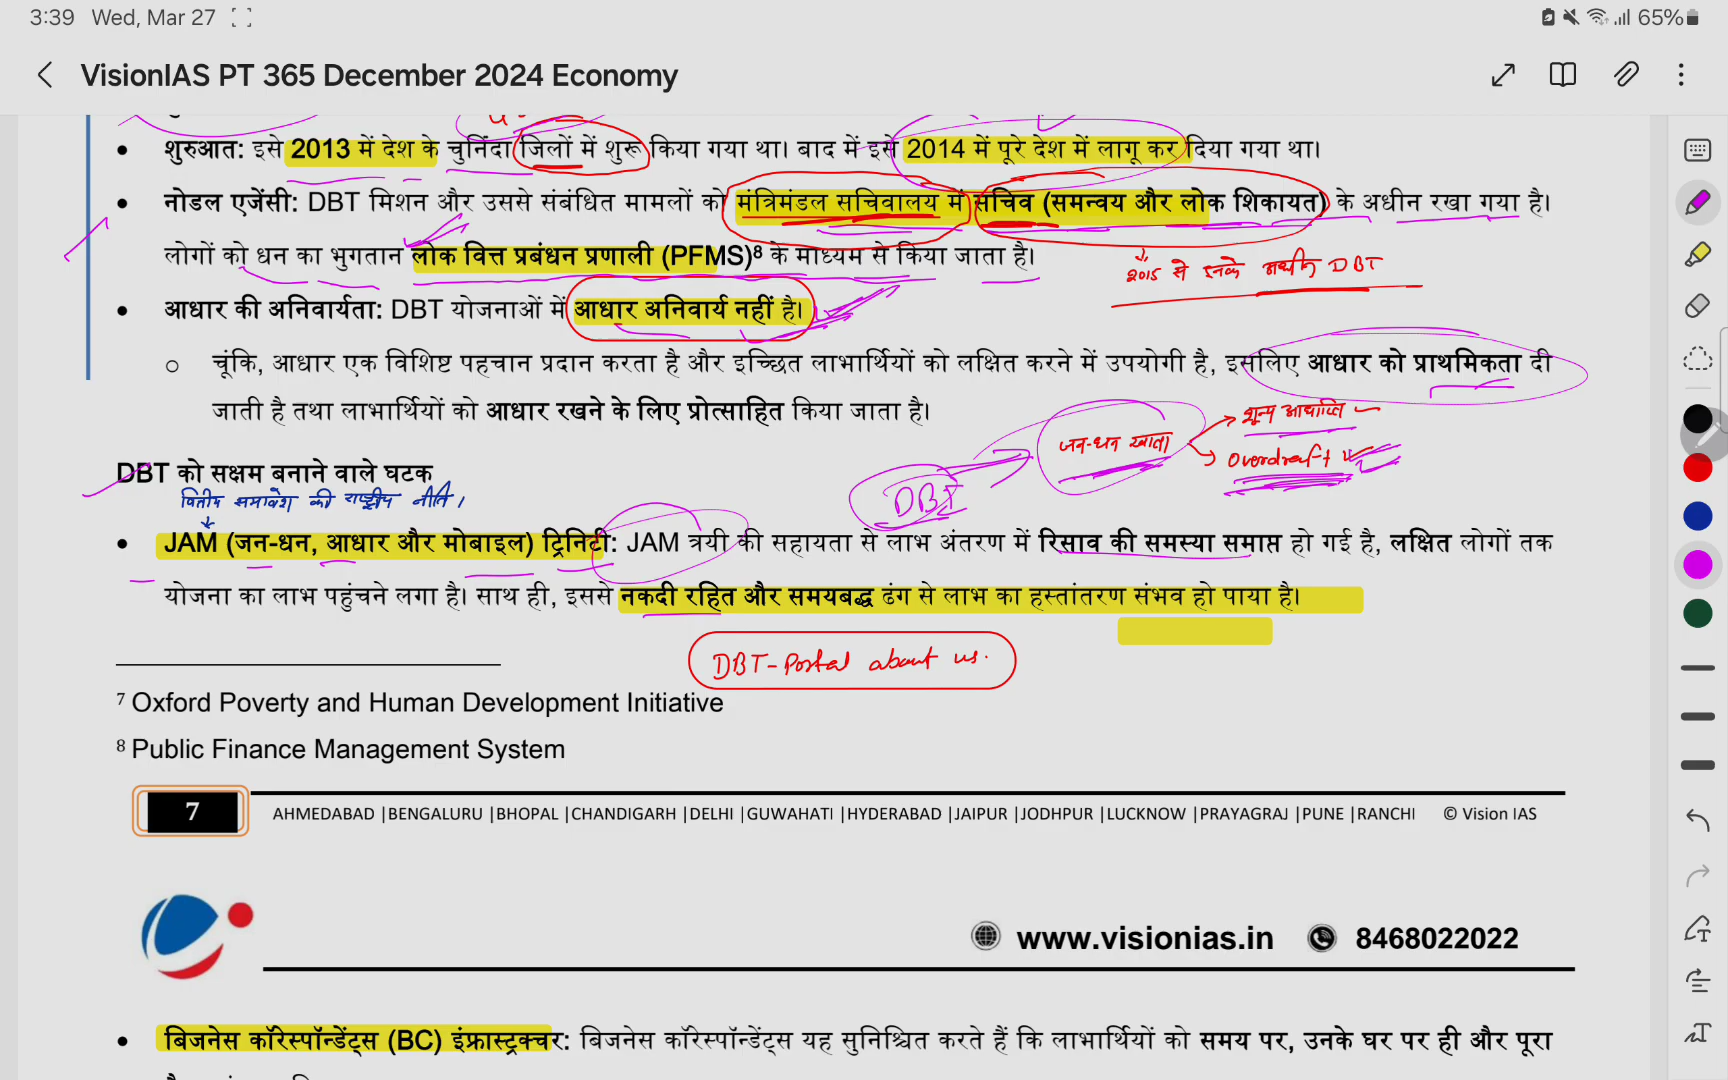 3:39 Wed, Mar 27 65%
VisionIAS PT 365 December 2024 Economy
• शुरुआत: इसे 2013 में देश के चुनिंदा जिलों में शुरू किया गया था। बाद में इसे 2014 में पूरे देश में लागू कर दिया गया था।
• नोडल एजेंसी: DBT मिशन और उससे संबंधित मामलों को मंत्रिमंडल सचिवालय में सचिव (समन्वय और लोक शिकायत) के अधीन रखा गया है।
लोगों को धन का भुगतान लोक वित्त प्रबंधन प्रणाली (PFMS)⁸ के माध्यम से किया जाता है।
2015 से इनके अधीन DBT
• आधार की अनिवार्यता: DBT योजनाओं में आधार अनिवार्य नहीं है।
○ चूंकि, आधार एक विशिष्ट पहचान प्रदान करता है और इच्छित लाभार्थियों को लक्षित करने में उपयोगी है, इसलिए आधार को प्राथमिकता दी
जाती है तथा लाभार्थियों को आधार रखने के लिए प्रोत्साहित किया जाता है।
जन-धन खाता
शून्य
Overdraft
DBT को सक्षम बनाने वाले घटक
DBT
वित्तीय समावेश की राष्ट्रीय नीति।
• JAM (जन-धन, आधार और मोबाइल) ट्रिनिटी: JAM त्रयी की सहायता से लाभ अंतरण में रिसाव की समस्या समाप्त हो गई है, लक्षित लोगों तक
योजना का लाभ पहुंचने लगा है। साथ ही, इससे नकदी रहित और समयबद्ध ढंग से लाभ का हस्तांतरण संभव हो पाया है।
DBT-Portal about us.
⁷ Oxford Poverty and Human Development Initiative
⁸ Public Finance Management System
7 AHMEDABAD |BENGALURU |BHOPAL |CHANDIGARH |DELHI |GUWAHATI |HYDERABAD |JAIPUR |JODHPUR |LUCKNOW |PRAYAGRAJ |PUNE |RANCHI © Vision IAS
www.visionias.in 8468022022
• बिजनेस कॉरेस्पॉन्डेंट्स (BC) इंफ्रास्ट्रक्चर: बिजनेस कॉरेस्पॉन्डेंट्स यह सुनिश्चित करते हैं कि लाभार्थियों को समय पर, उनके घर पर ही और पूरा